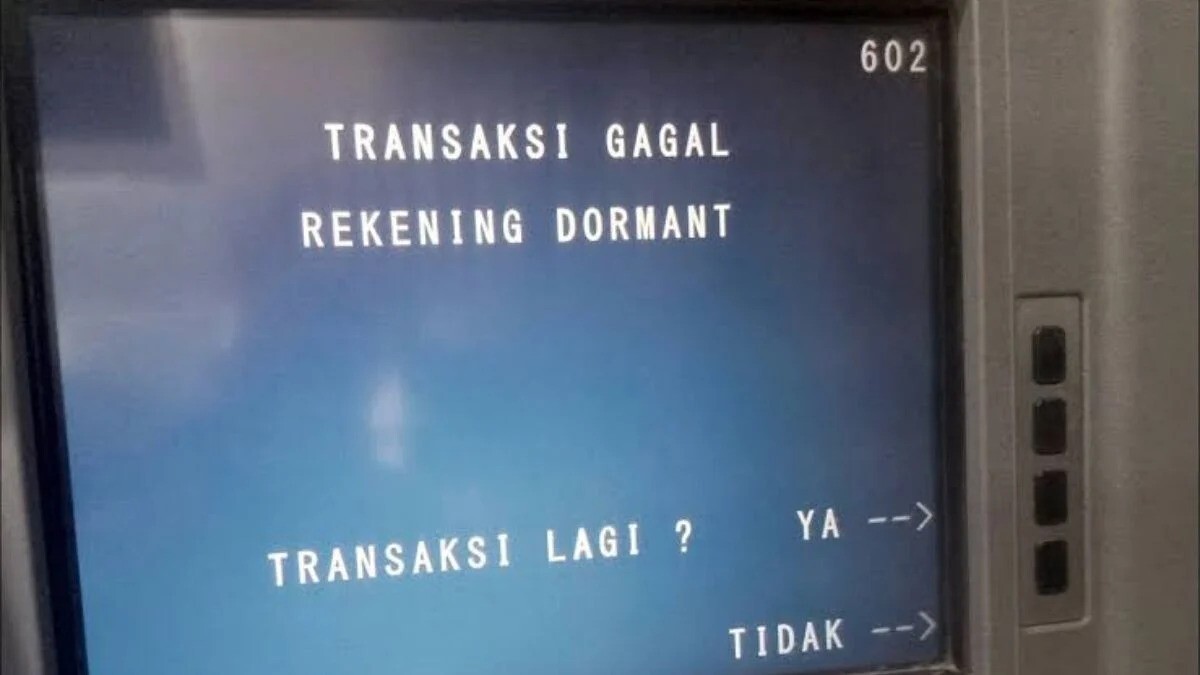 602
TRANSAKSI GAGAL
REKENING DORMANT
TRANSAKSI LAGI ? YA -->
TIDAK -->